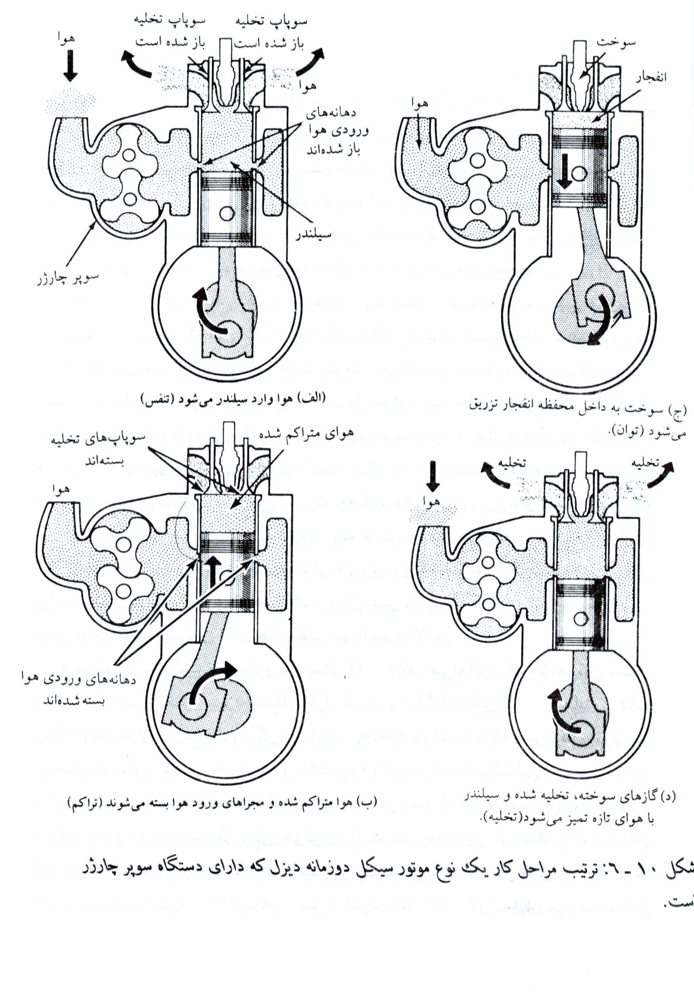 سوپاپ تخلیه
باز شده است
سوپاپ تخلیه
باز شده است
هوا
هوا
دهانه‌های
ورودی هوا
باز شده‌اند
سیلندر
سوپر چارژر
(الف) هوا وارد سیلندر می‌شود (تنفس)
سوخت
انفجار
هوا
(ج) سوخت به داخل محفظه انفجار تزریق
می‌شود (توان).
هوای متراکم شده
سوپاپ‌های تخلیه
بسته‌اند
هوا
دهانه‌های ورودی هوا
بسته شده‌اند
(ب) هوا متراکم شده و مجراهای ورود هوا بسته می‌شوند (تراکم)
تخلیه
تخلیه
هوا
(د) گازهای سوخته، تخلیه شده و سیلندر
با هوای تازه تمیز می‌شود(تخلیه).
شکل ۱۰ ـ ۶: ترتیب مراحل کار یک نوع موتور سیکل دوزمانه دیزل که دارای دستگاه سوپر چارژر
است.